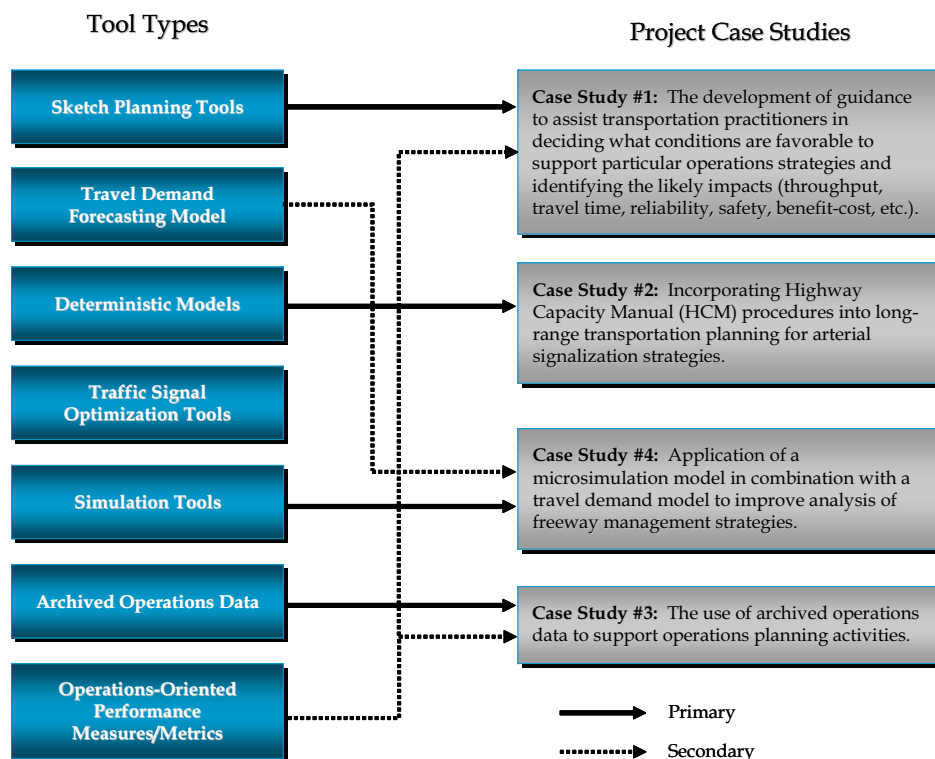 Tool Types
Project Case Studies
Sketch Planning Tools
Travel Demand
Forecasting Model
Deterministic Models
Traffic Signal
Optimization Tools
Simulation Tools
Archived Operations Data
Operations-Oriented
Performance
Measures/Metrics
Case Study #1: The development of guidance
to assist transportation practitioners in
deciding what conditions are favorable to
support particular operations strategies and
identifying the likely impacts (throughput,
travel time, reliability, safety, benefit-cost, etc.).
Case Study #2: Incorporating Highway
Capacity Manual (HCM) procedures into long-
range transportation planning for arterial
signalization strategies.
Case Study #4: Application of a
microsimulation model in combination with a
travel demand model to improve analysis of
freeway management strategies.
Case Study #3: The use of archived operations
data to support operations planning activities.
Primary
Secondary